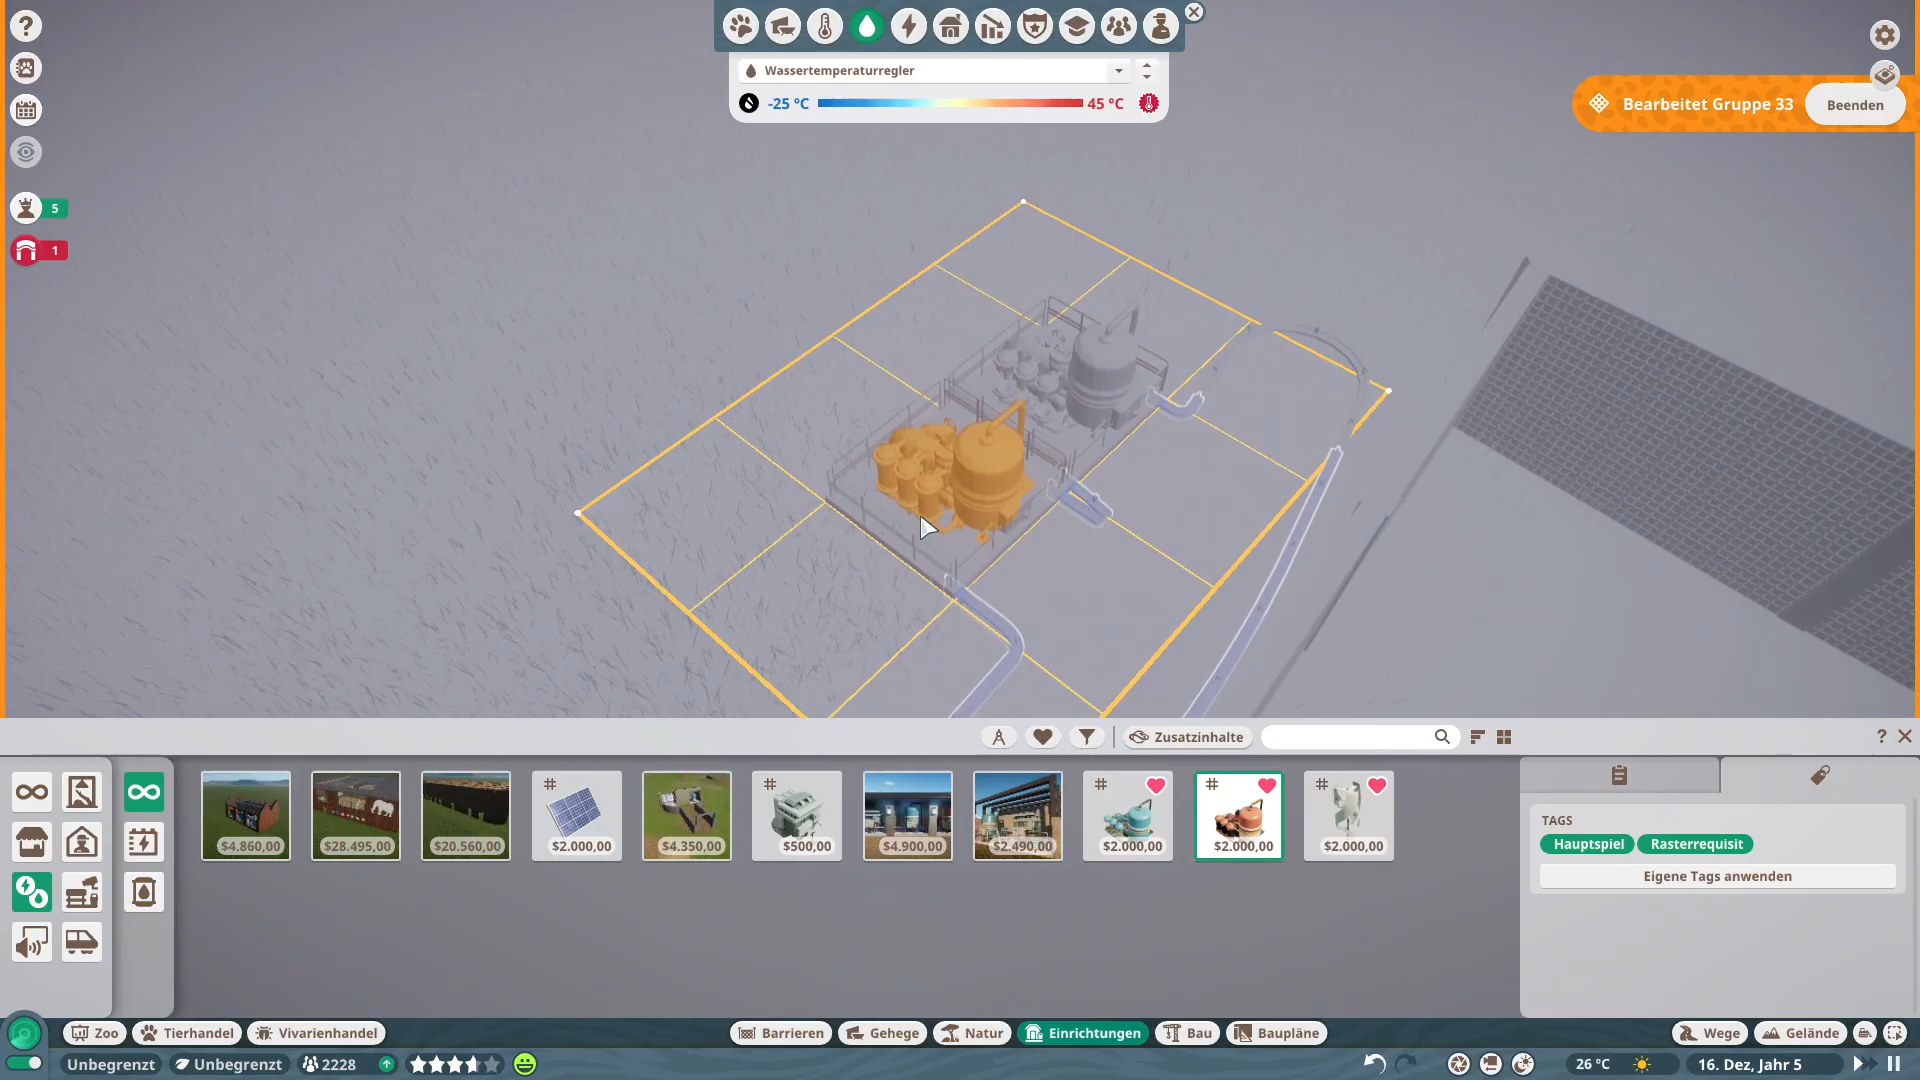 Wassertemperaturregler
-25 °C
45 °C
Bearbeitet Gruppe 33
Beenden
5
1
Zusatzinhalte
?
$4.860,00
$28.495,00
$20.560,00
$2.000,00
$4.350,00
$500,00
$4.900,00
$2.490,00
$2.000,00
$2.000,00
$2.000,00
TAGS
Hauptspiel
Rasterrequisit
Eigene Tags anwenden
Zoo
Tierhandel
Vivarienhandel
Barrieren
Gehege
Natur
Einrichtungen
Bau
Baupläne
Wege
Gelände
Unbegrenzt
Unbegrenzt
2228
26 °C
16. Dez, Jahr 5